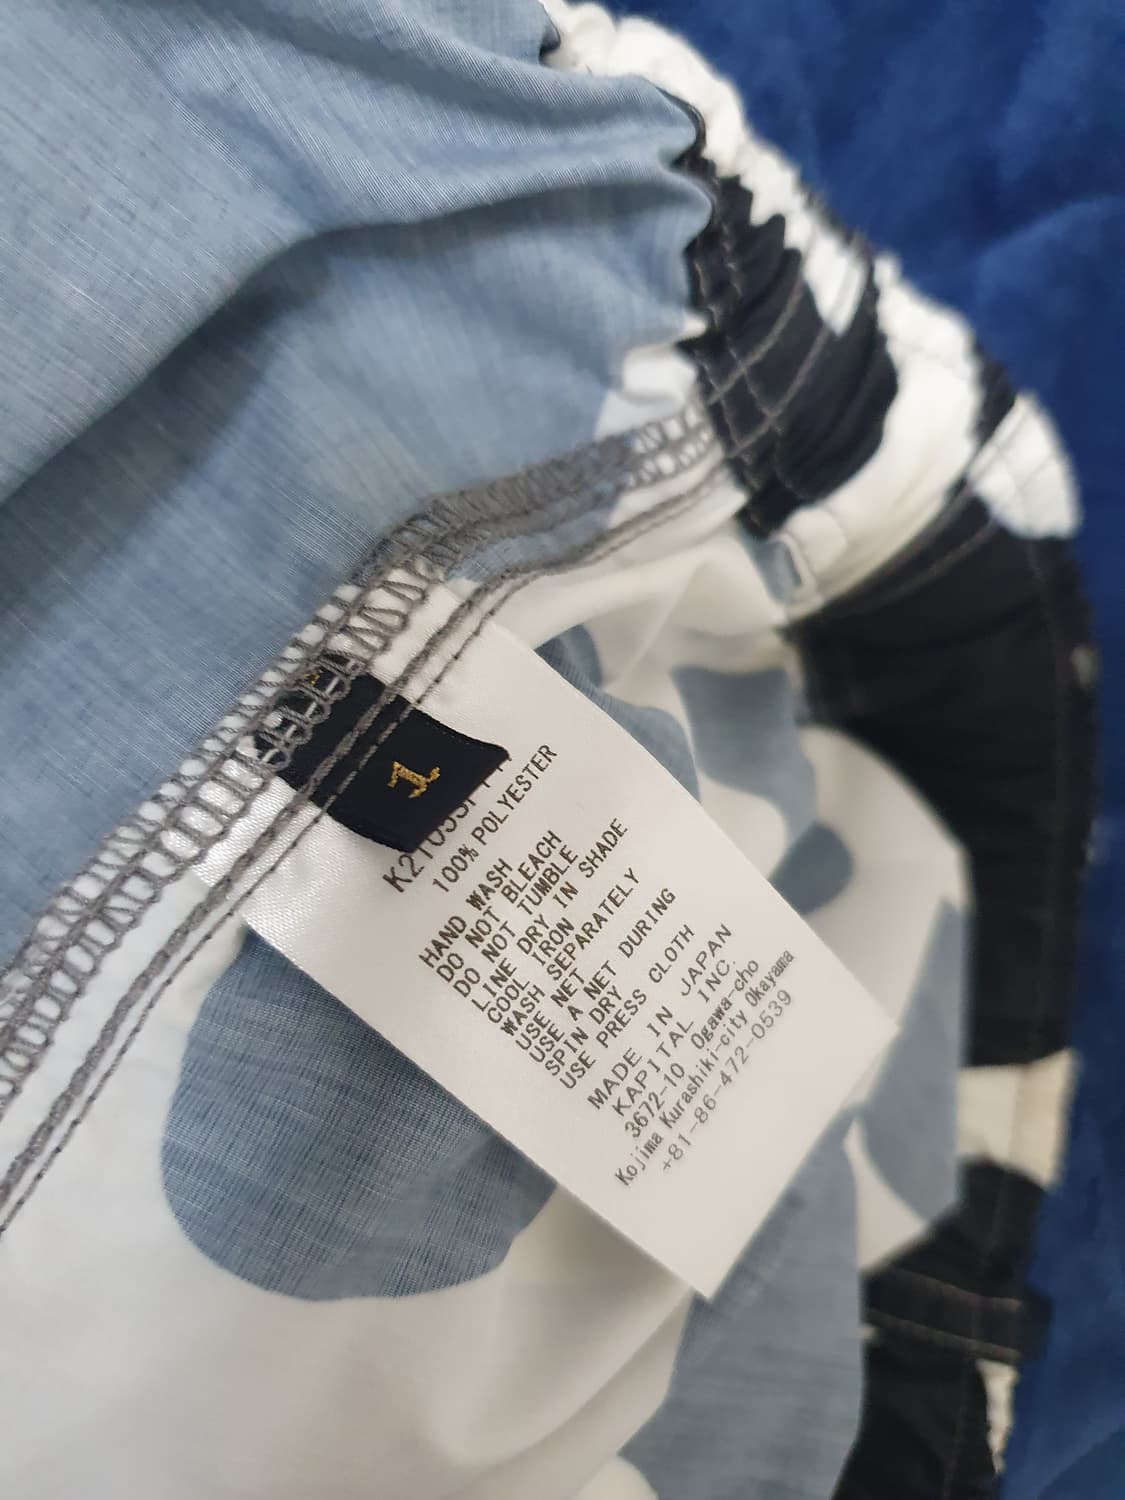 1
100% POLYESTER
HAND WASH
DO NOT BLEACH
DO NOT TUMBLE
LINE DRY IN SHADE
COOL IRON
WASH SEPARATELY
USE NET
USE A NET DURING
SPIN DRY
USE PRESS CLOTH
MADE IN JAPAN
KAPITAL INC.
3672-10 Ogawa-cho
Kojima Kurashiki-city Okayama
+81-86-472-0539